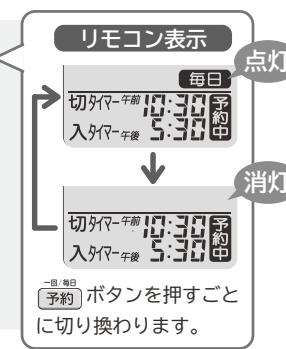 リモコン表示
毎日
点灯
切タイマー午前 10:30 予約中
入タイマー午後 5:30
消灯
切タイマー午前 10:30 予約中
入タイマー午後 5:30
一回/毎日
予約 ボタンを押すごと
に切り換わります。